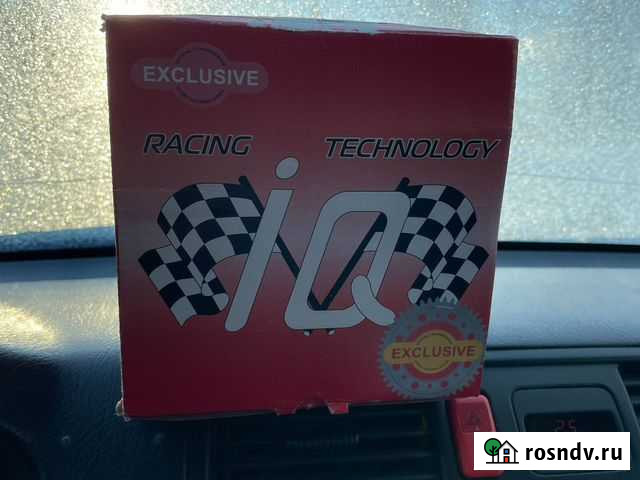 EXCLUSIVE
RACING TECHNOLOGY
iQ
EXCLUSIVE
25
rosndv.ru